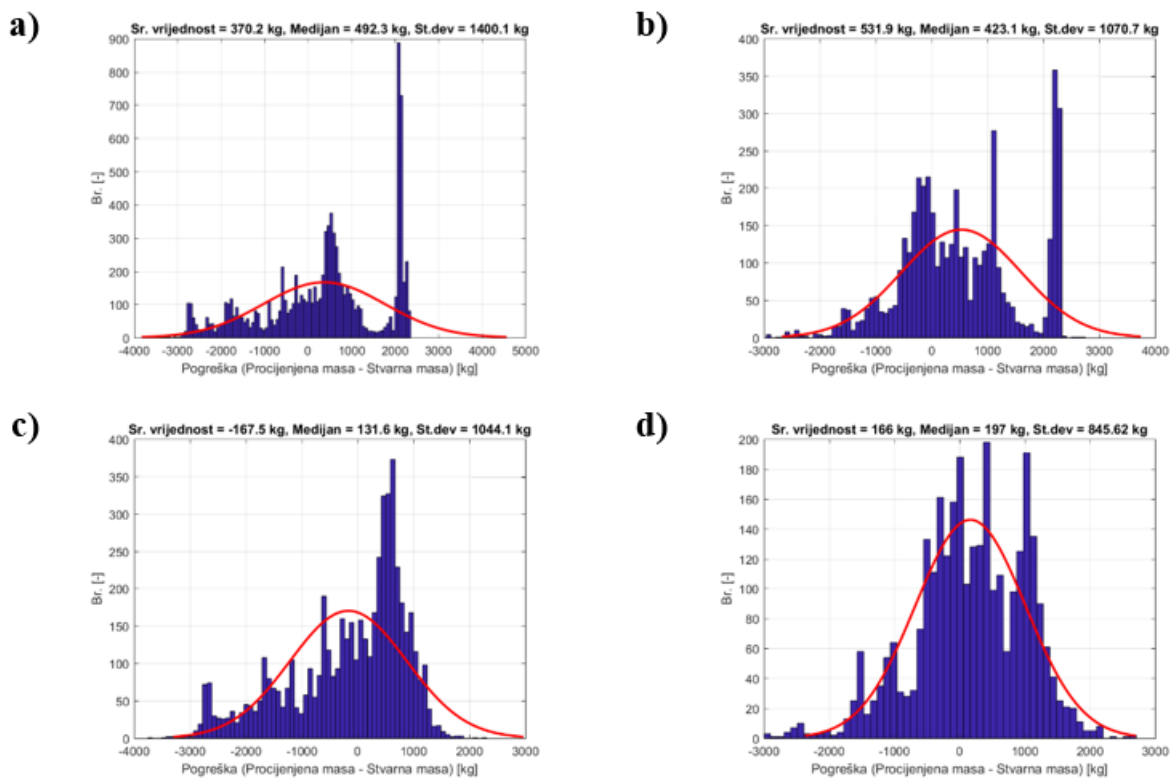 a)
Sr. vrijednost = 370.2 kg, Medijan = 492.3 kg, St.dev = 1400.1 kg
900
800
700
600
500
400
300
200
100
0
Br. [-]
-4000 -3000 -2000 -1000 0 1000 2000 3000 4000 5000
Pogreška (Procijenjena masa - Stvarna masa) [kg]
b)
Sr. vrijednost = 531.9 kg, Medijan = 423.1 kg, St.dev = 1070.7 kg
400
350
300
250
200
150
100
50
0
Br. [-]
-3000 -2000 -1000 0 1000 2000 3000 4000
Pogreška (Procijenjena masa - Stvarna masa) [kg]
c)
Sr. vrijednost = -167.5 kg, Medijan = 131.6 kg, St.dev = 1044.1 kg
400
350
300
250
200
150
100
50
0
Br. [-]
-4000 -3000 -2000 -1000 0 1000 2000 3000
Pogreška (Procijenjena masa - Stvarna masa) [kg]
d)
Sr. vrijednost = 166 kg, Medijan = 197 kg, St.dev = 845.62 kg
200
180
160
140
120
100
80
60
40
20
0
Br. [-]
-3000 -2000 -1000 0 1000 2000 3000
Pogreška (Procijenjena masa - Stvarna masa) [kg]